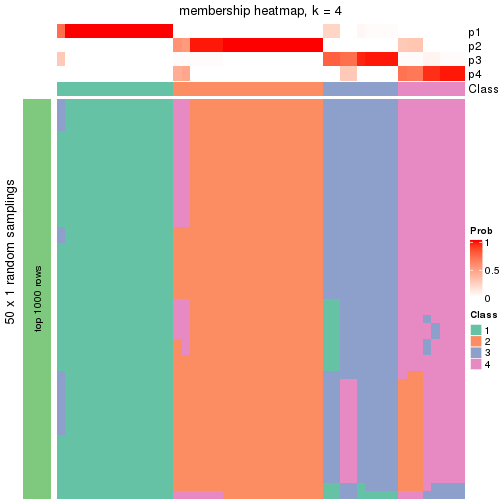 membership heatmap, k = 4
p1
p2
p3
p4
Class
50 x 1 random samplings
top 1000 rows
Prob
1
0.5
0
Class
1
2
3
4